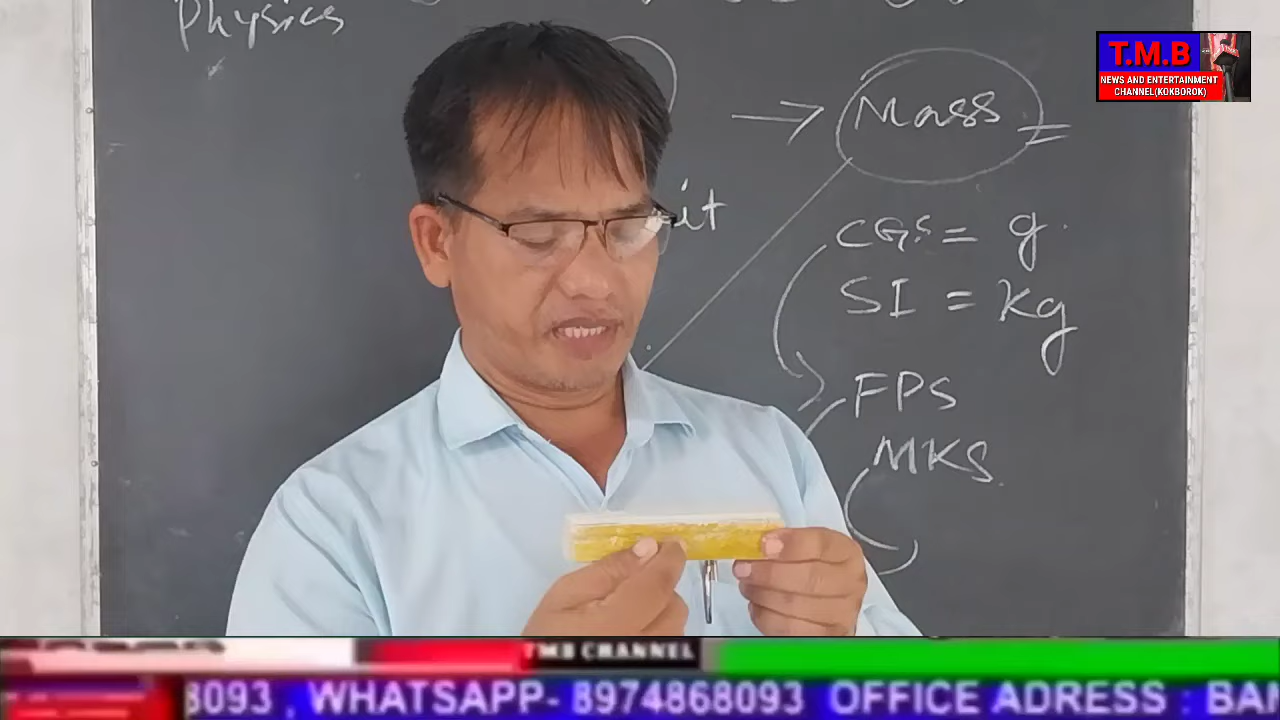 Physics
T.M.B
NEWS AND ENTERTAINMENT
CHANNEL(KOKBOROK)
Mass =
it
CGS = g.
SI = Kg
FPS
MKS.
TMB CHANNEL
8093 , WHATSAPP- 8974868093 OFFICE ADRESS : BAN